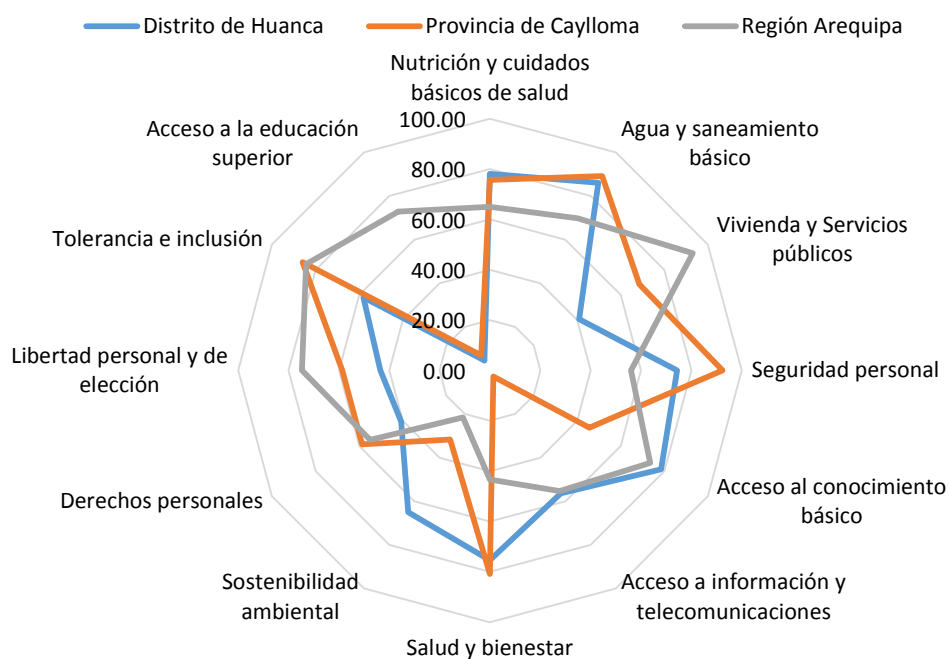 Distrito de Huanca
Provincia de Caylloma
Región Arequipa
Nutrición y cuidados
básicos de salud
Agua y saneamiento
básico
Vivienda y Servicios
públicos
Seguridad personal
Acceso al conocimiento
básico
Acceso a información y
telecomunicaciones
Salud y bienestar
Sostenibilidad
ambiental
Derechos personales
Libertad personal y de
elección
Tolerancia e inclusión
Acceso a la educación
superior
100.00
80.00
60.00
40.00
20.00
0.00